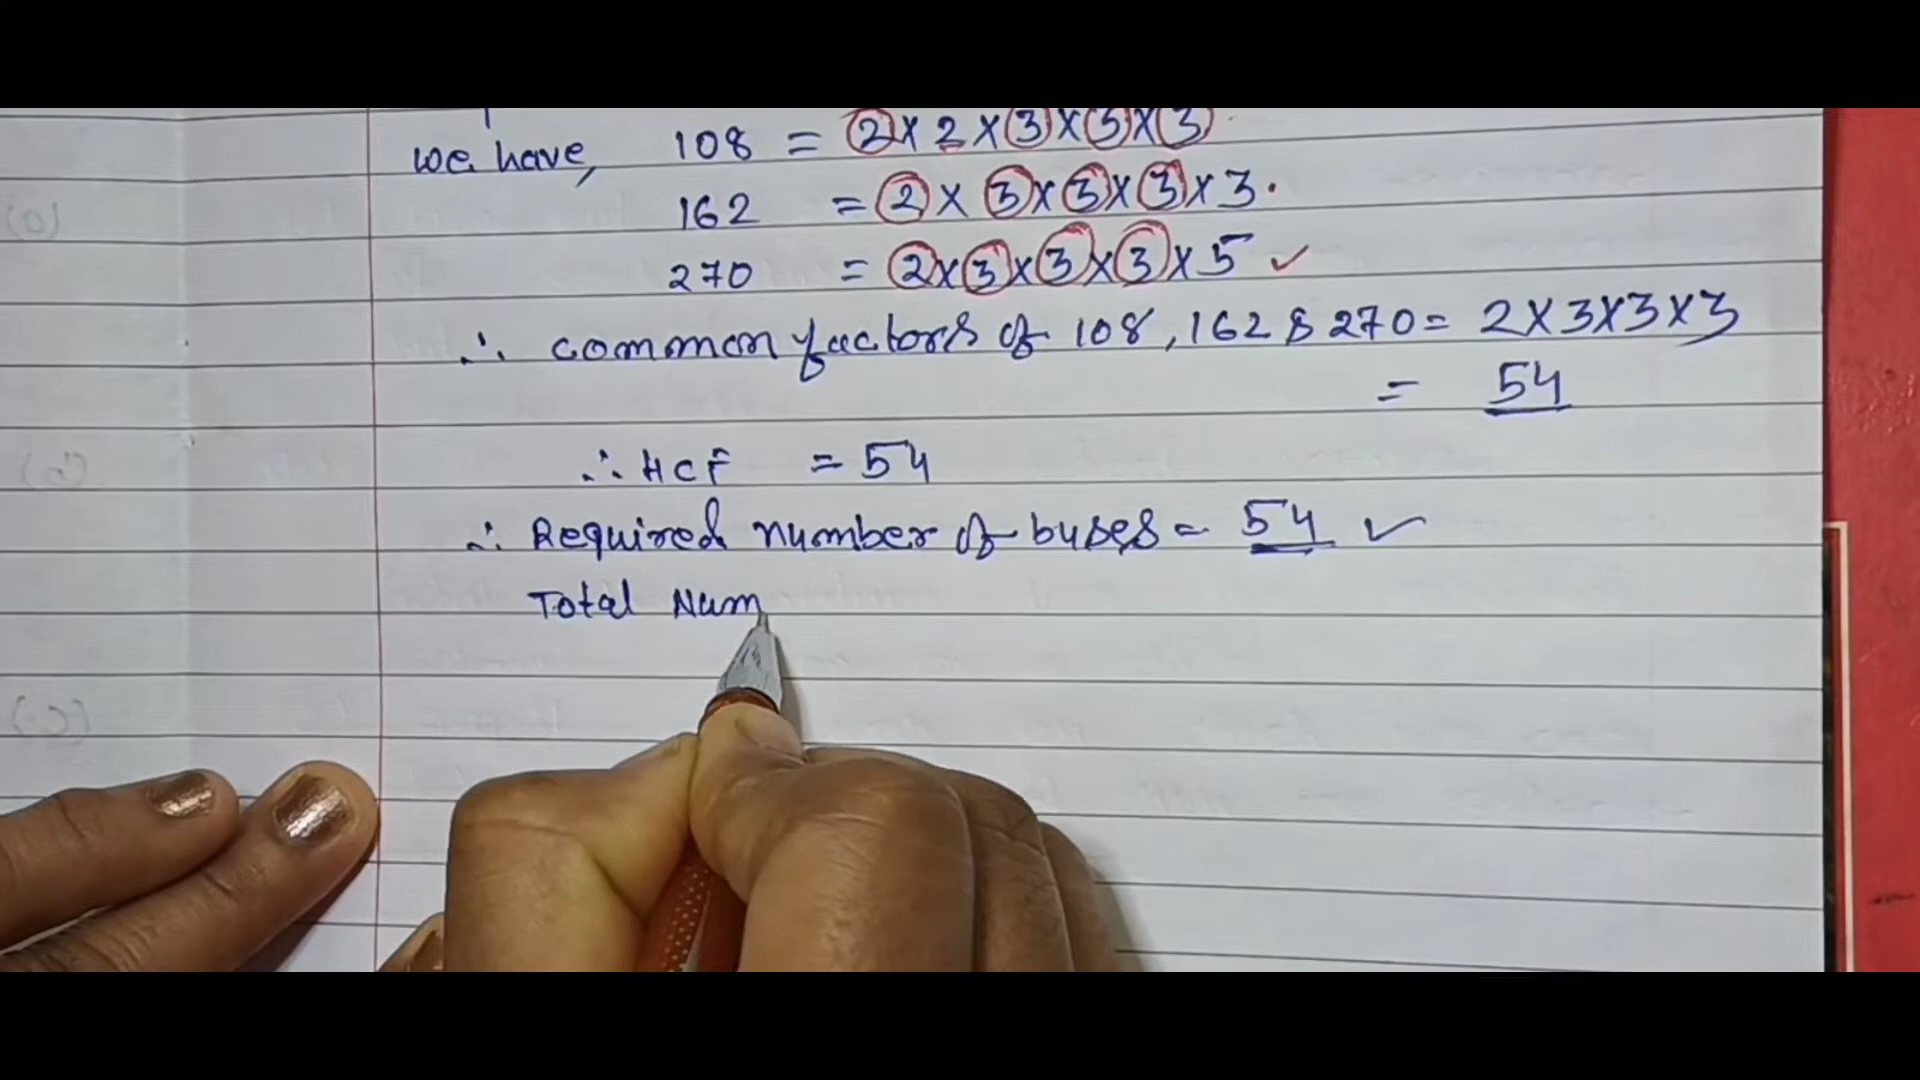 we have, 108 = 2 × 2 × 3 × 3 × 3
162 = 2 × 3 × 3 × 3 × 3
270 = 2 × 3 × 3 × 3 × 5 ✓
∴ common factors of 108, 162 & 270 = 2 × 3 × 3 × 3
= 54
∴ HCF = 54
∴ Required number of buses = 54 ✓
Total Num